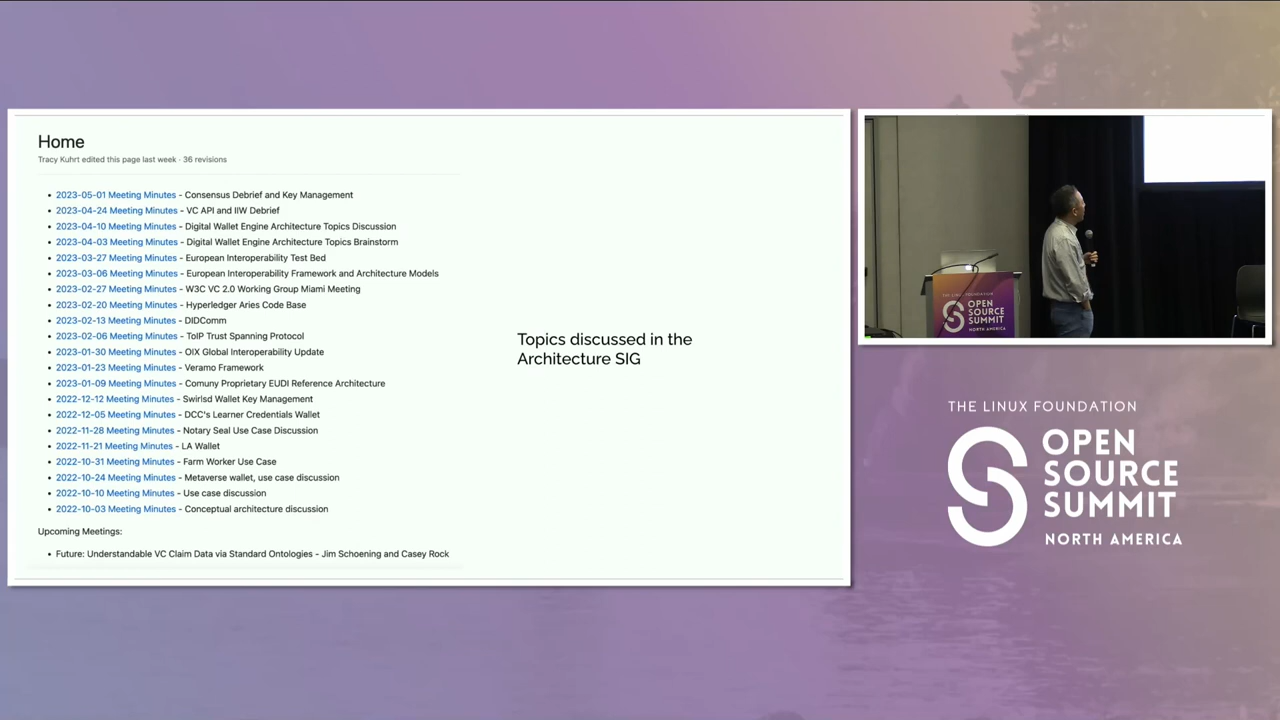 Home
Tracy Kuhrt edited this page last week · 36 revisions
• 2023-05-01 Meeting Minutes - Consensus Debrief and Key Management
• 2023-04-24 Meeting Minutes - VC API and IIW Debrief
• 2023-04-10 Meeting Minutes - Digital Wallet Engine Architecture Topics Discussion
• 2023-04-03 Meeting Minutes - Digital Wallet Engine Architecture Topics Brainstorm
• 2023-03-27 Meeting Minutes - European Interoperability Test Bed
• 2023-03-06 Meeting Minutes - European Interoperability Framework and Architecture Models
• 2023-02-27 Meeting Minutes - W3C VC 2.0 Working Group Miami Meeting
• 2023-02-20 Meeting Minutes - Hyperledger Aries Code Base
• 2023-02-13 Meeting Minutes - DIDComm
• 2023-02-06 Meeting Minutes - ToIP Trust Spanning Protocol
• 2023-01-30 Meeting Minutes - OIX Global Interoperability Update
• 2023-01-23 Meeting Minutes - Veramo Framework
• 2023-01-09 Meeting Minutes - Comuny Proprietary EUDI Reference Architecture
• 2022-12-12 Meeting Minutes - Swirlsd Wallet Key Management
• 2022-12-05 Meeting Minutes - DCC's Learner Credentials Wallet
• 2022-11-28 Meeting Minutes - Notary Seal Use Case Discussion
• 2022-11-21 Meeting Minutes - LA Wallet
• 2022-10-31 Meeting Minutes - Farm Worker Use Case
• 2022-10-24 Meeting Minutes - Metaverse wallet, use case discussion
• 2022-10-10 Meeting Minutes - Use case discussion
• 2022-10-03 Meeting Minutes - Conceptual architecture discussion
Upcoming Meetings:
• Future: Understandable VC Claim Data via Standard Ontologies - Jim Schoening and Casey Rock
Topics discussed in the
Architecture SIG
THE LINUX FOUNDATION
OPEN
SOURCE
SUMMIT
NORTH AMERICA
THE LINUX FOUNDATION
OPEN
SOURCE
SUMMIT
NORTH AMERICA